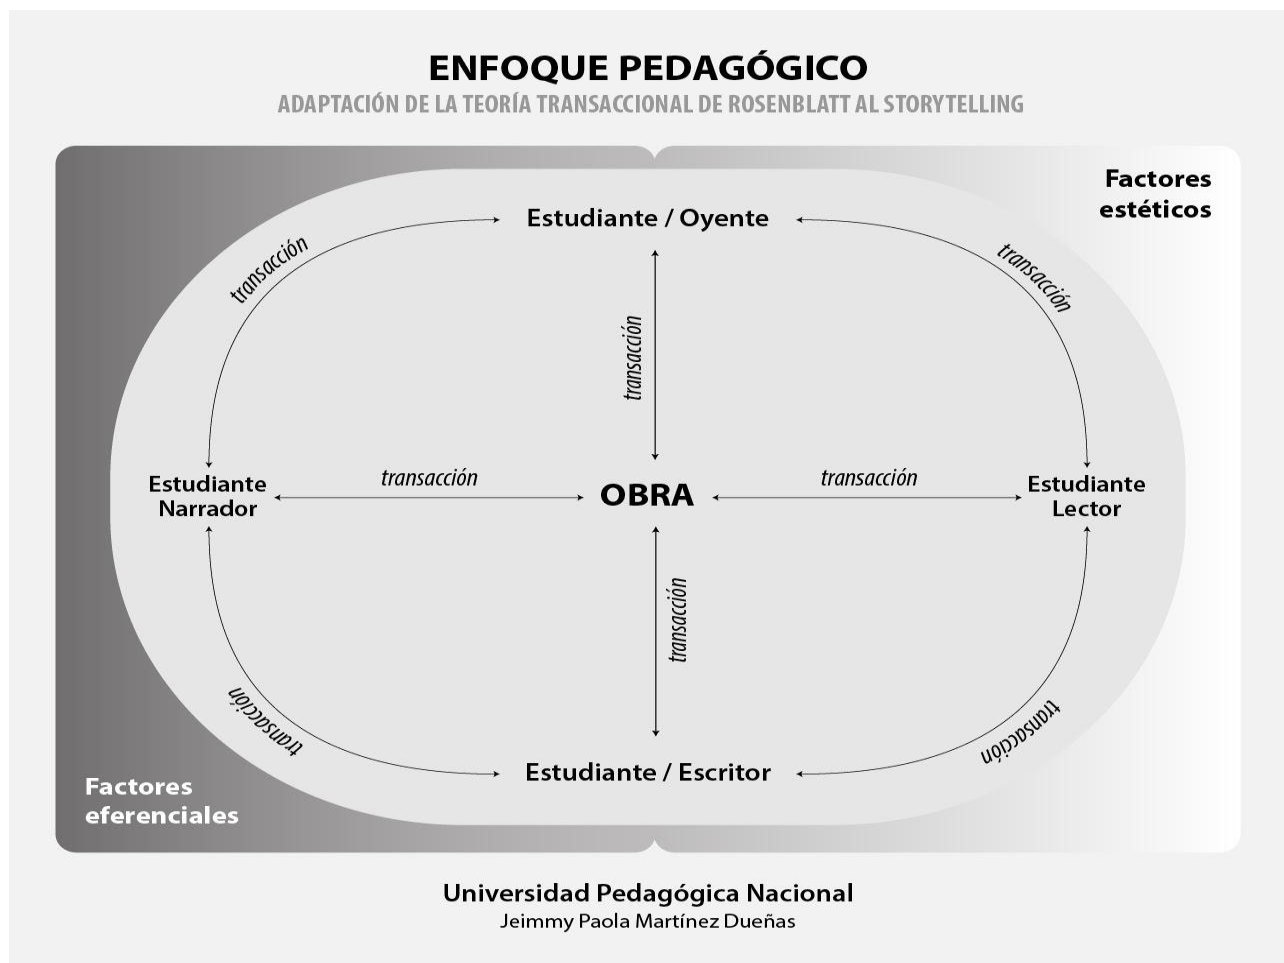 ENFOQUE PEDAGÓGICO
ADAPTACIÓN DE LA TEORÍA TRANSACCIONAL DE ROSENBLATT AL STORYTELLING
Factores
estéticos
Estudiante / Oyente
transacción
transacción
transacción
Estudiante
Narrador
transacción
OBRA
transacción
Estudiante
Lector
transacción
transacción
transacción
Estudiante / Escritor
Factores
eferenciales
Universidad Pedagógica Nacional
Jeimmy Paola Martínez Dueñas